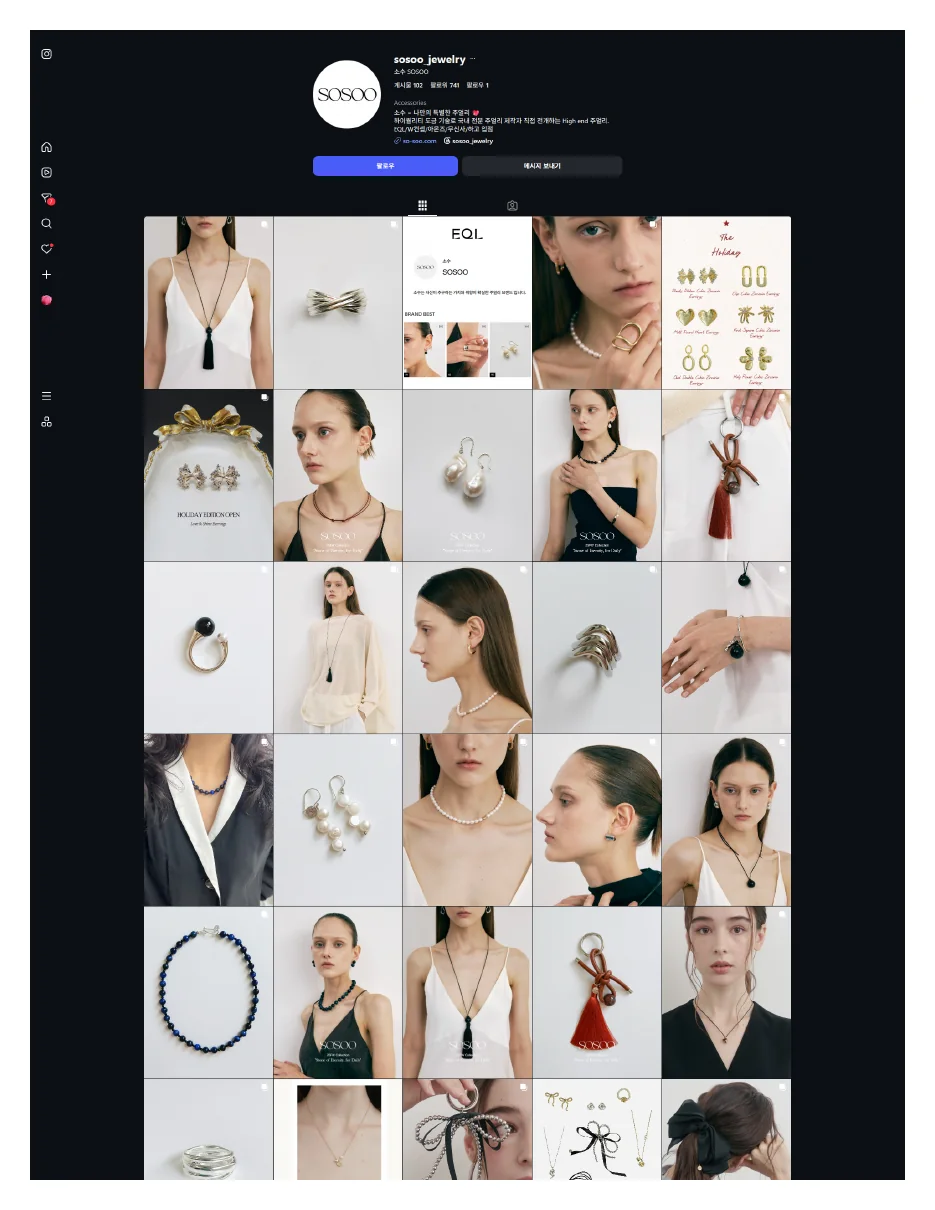 sosoo_jewelry ...
소수 SOSOO
게시물 102 팔로워 741 팔로우 1
SOSOO
Accessories
소수 - 나만의 특별한 주얼리
하이퀄리티 도금 기술로 국내 전문 주얼리 제작자 직접 전개하는 High end 주얼리.
EQL/W컨셉/아몬즈/무신사/하고 입점
so-soo.com sosoo_jewelry
팔로우
메시지 보내기
EQL
SOSOO
소수
SOSOO
BRAND BEST
The
Holiday
HOLIDAY EDITION OPEN
SOSOO
SOSOO
SOSOO
SOSOO
SOSOO
SOSOO